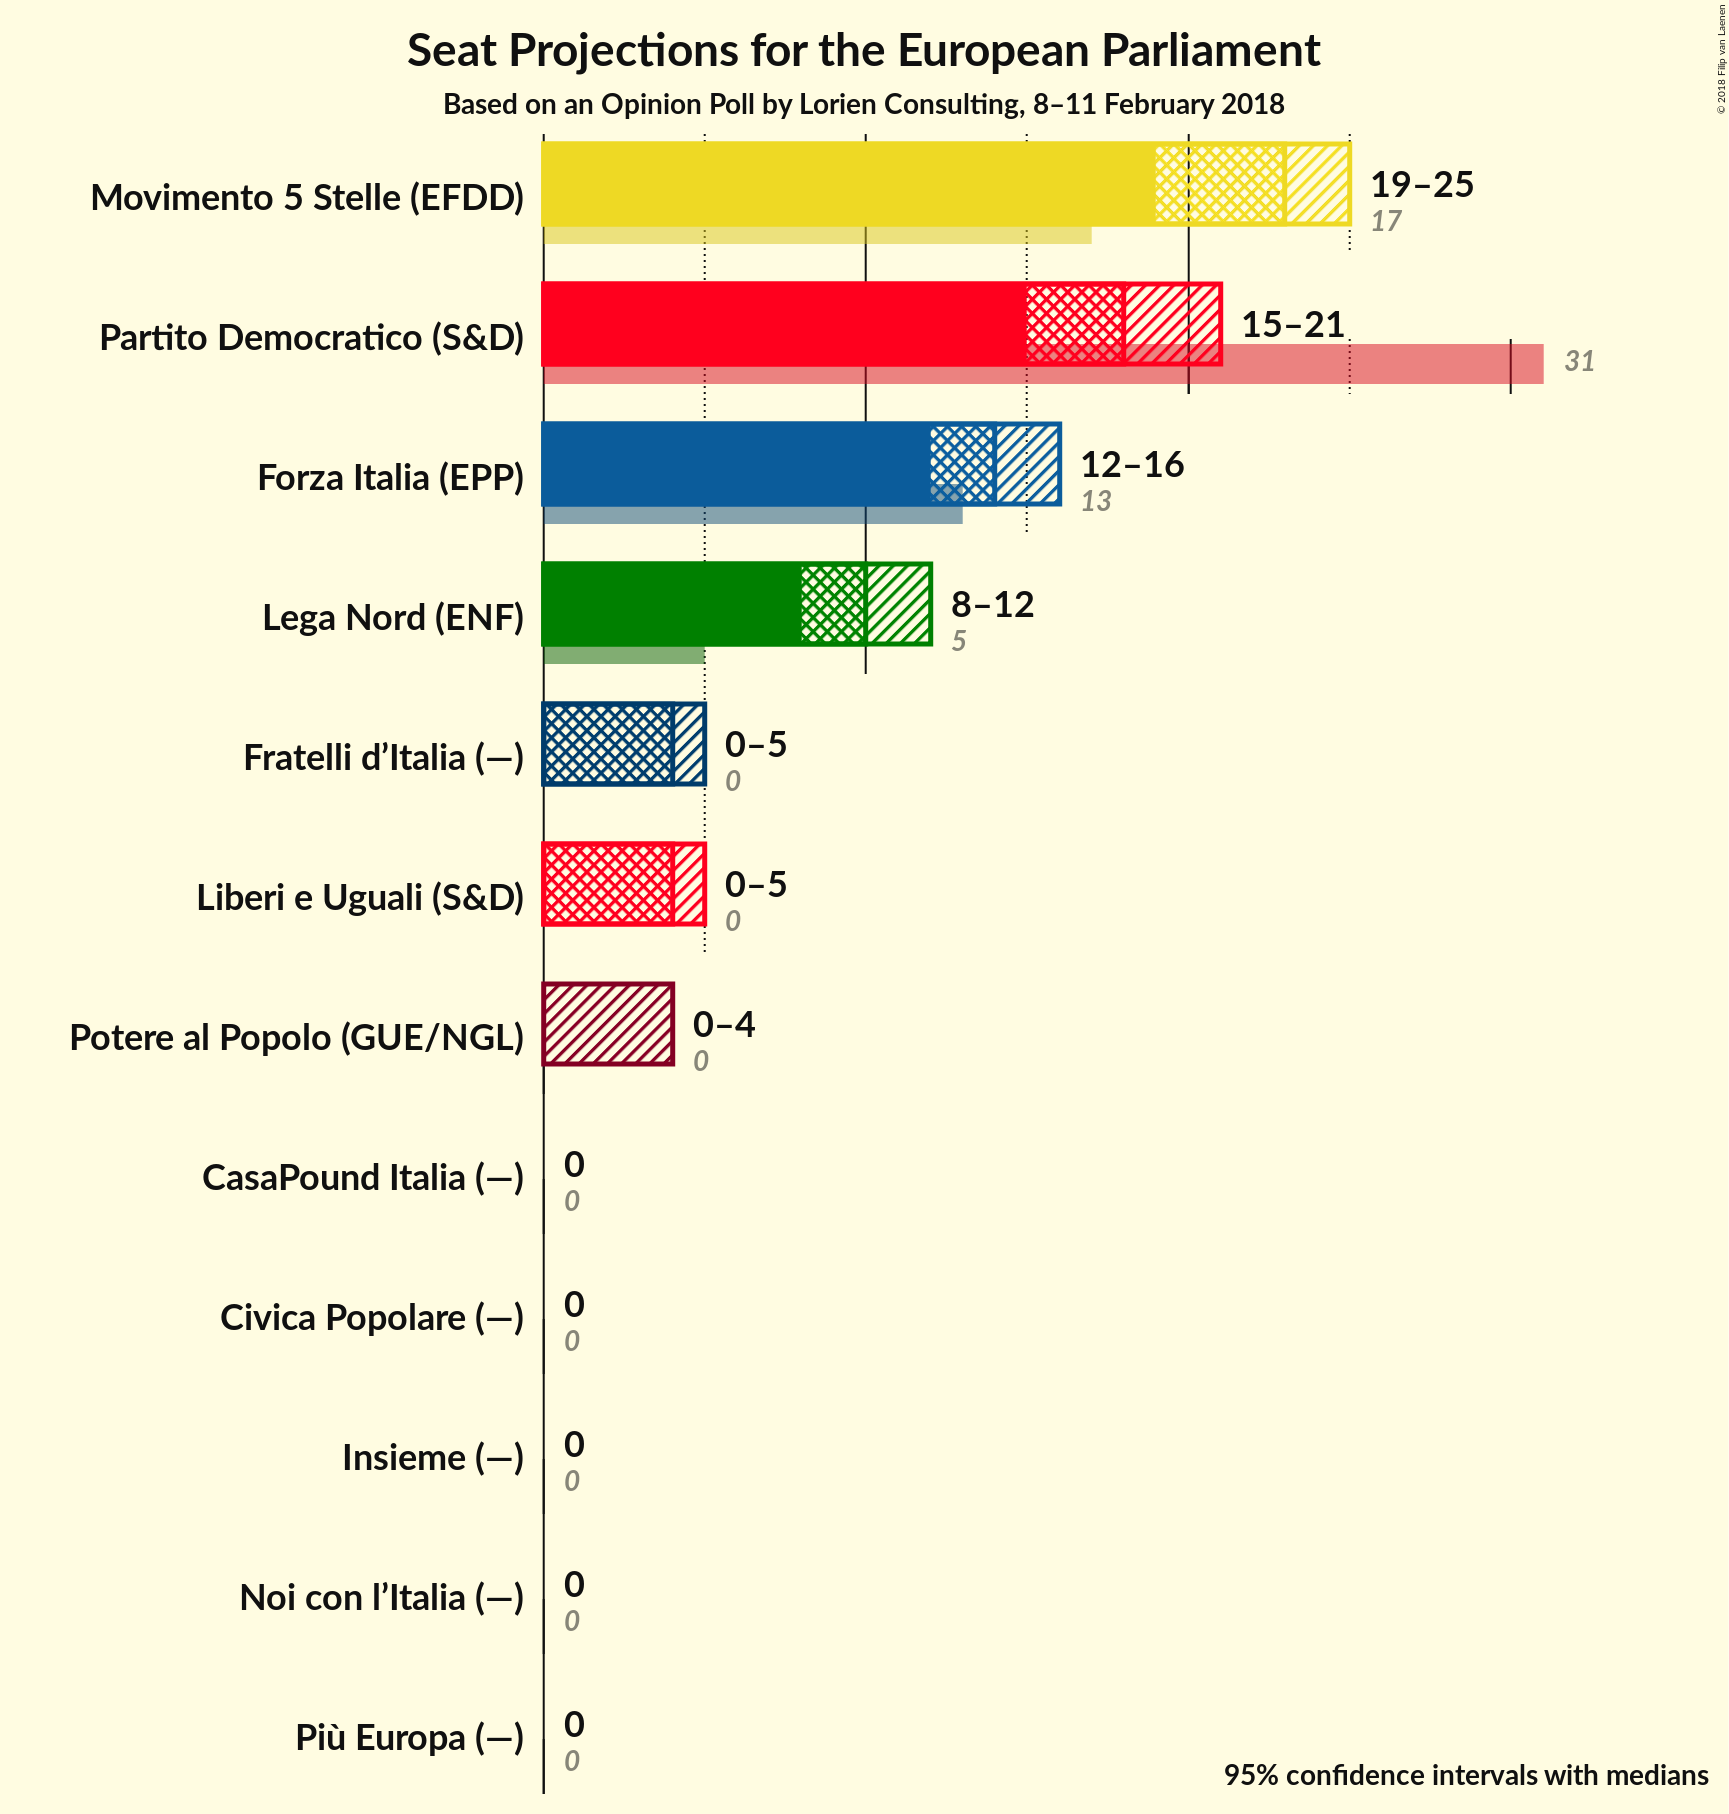 Seat Projections for the European Parliament
Based on an Opinion Poll by Lorien Consulting, 8–11 February 2018
© 2018 Filip van Laenen
Movimento 5 Stelle (EFDD)
19–25
17
Partito Democratico (S&D)
15–21
31
Forza Italia (EPP)
12–16
13
Lega Nord (ENF)
8–12
5
Fratelli d’Italia (—)
0–5
0
Liberi e Uguali (S&D)
0–5
0
Potere al Popolo (GUE/NGL)
0–4
0
CasaPound Italia (—)
0
0
Civica Popolare (—)
0
0
Insieme (—)
0
0
Noi con l’Italia (—)
0
0
Più Europa (—)
0
0
95% confidence intervals with medians